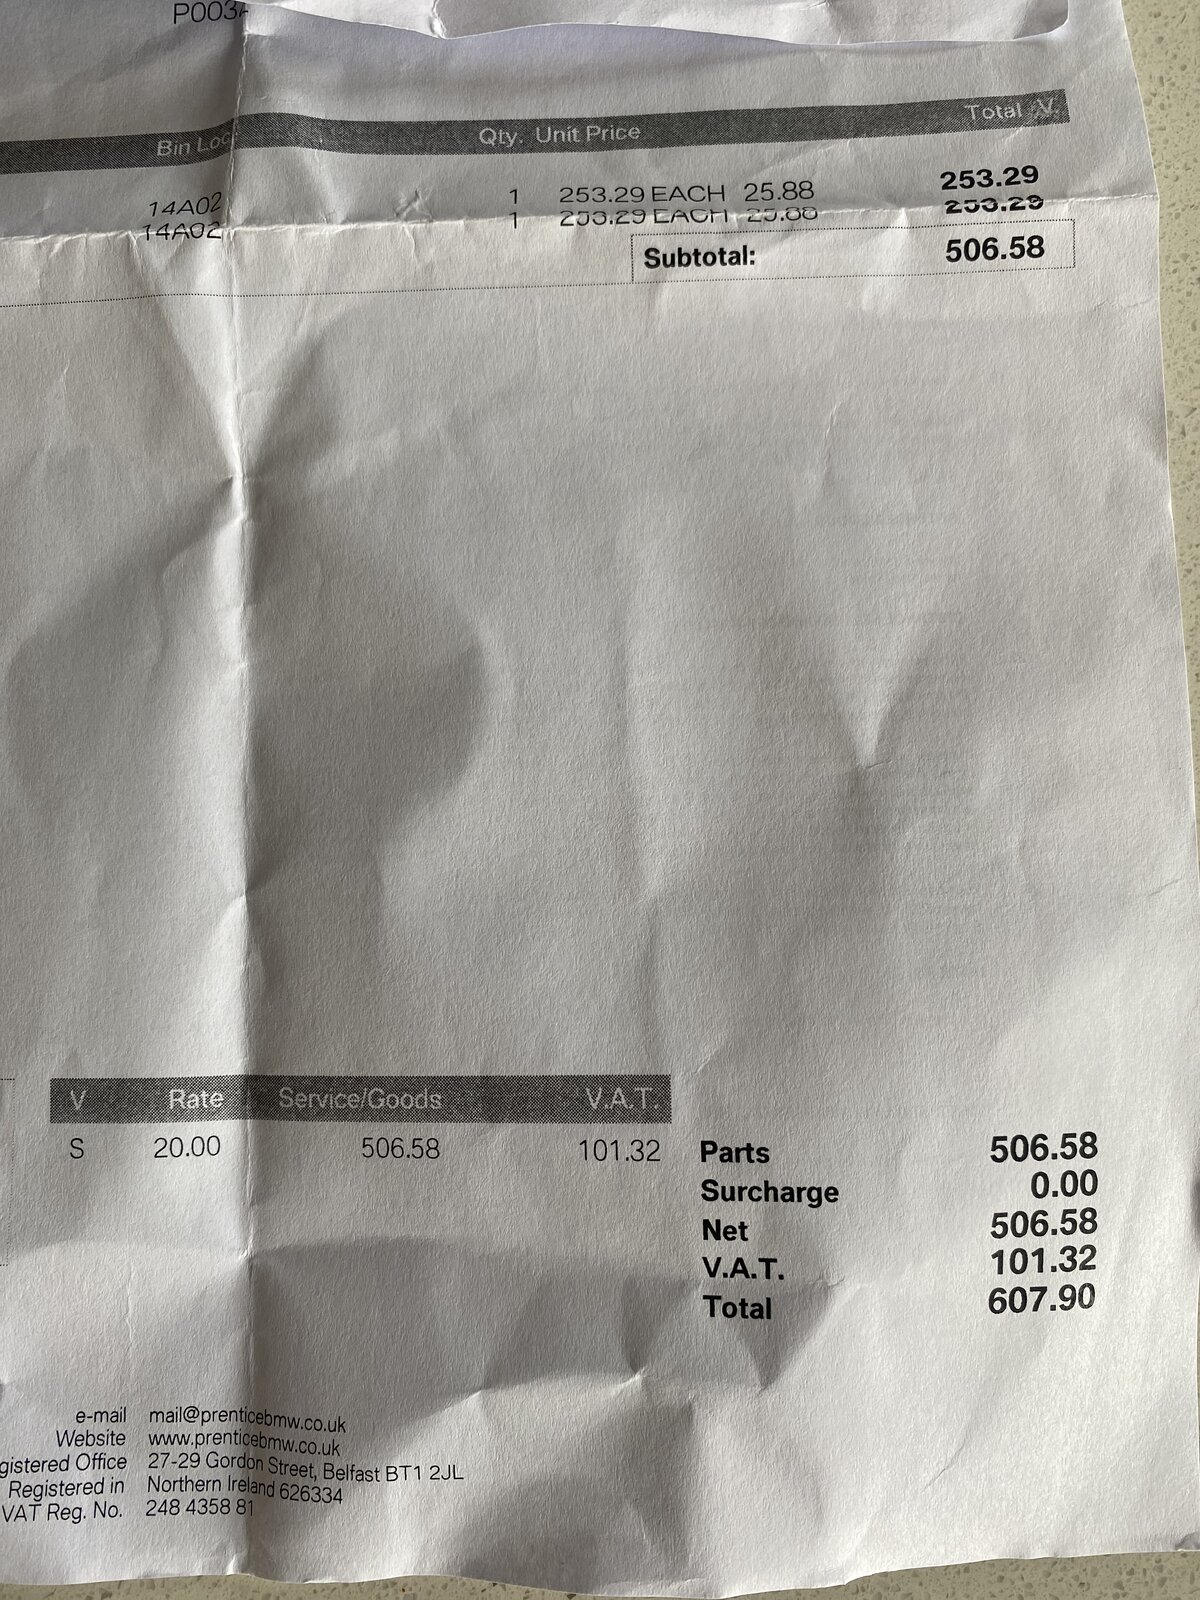 P003
Bin Loc Qty. Unit Price Total V.
14A02 1 253.29 EACH 25.88 253.29
14A02 1 253.29 EACH 25.88 253.29
Subtotal: 506.58
V Rate Service/Goods V.A.T.
S 20.00 506.58 101.32
Parts 506.58
Surcharge 0.00
Net 506.58
V.A.T. 101.32
Total 607.90
e-mail mail@prenticebmw.co.uk
Website www.prenticebmw.co.uk
gistered Office 27-29 Gordon Street, Belfast BT1 2JL
Registered in Northern Ireland 626334
VAT Reg. No. 248 4358 81